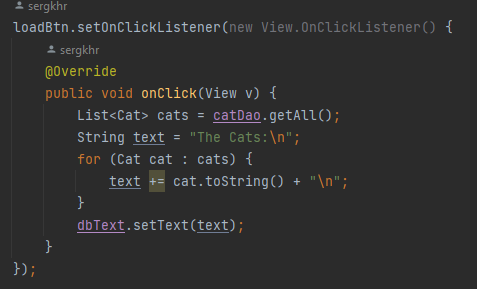 sergkhr
loadBtn.setOnClickListener(new View.OnClickListener() {
sergkhr
@Override
public void onClick(View v) {
List<Cat> cats = catDao.getAll();
String text = "The Cats:\n";
for (Cat cat : cats) {
text += cat.toString() + "\n";
}
dbText.setText(text);
}
});